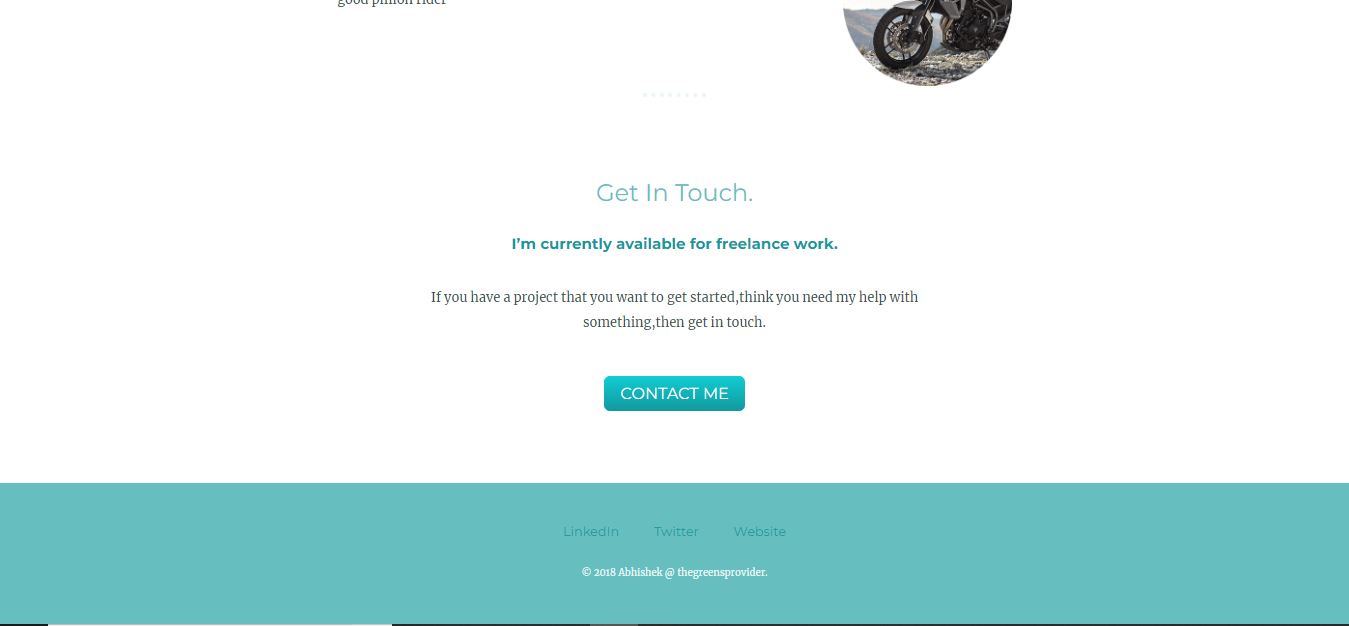 good pillion rider
Get In Touch.
I'm currently available for freelance work.
If you have a project that you want to get started,think you need my help with
something,then get in touch.
CONTACT ME
LinkedIn Twitter Website
© 2018 Abhishek @ thegreensprovider.